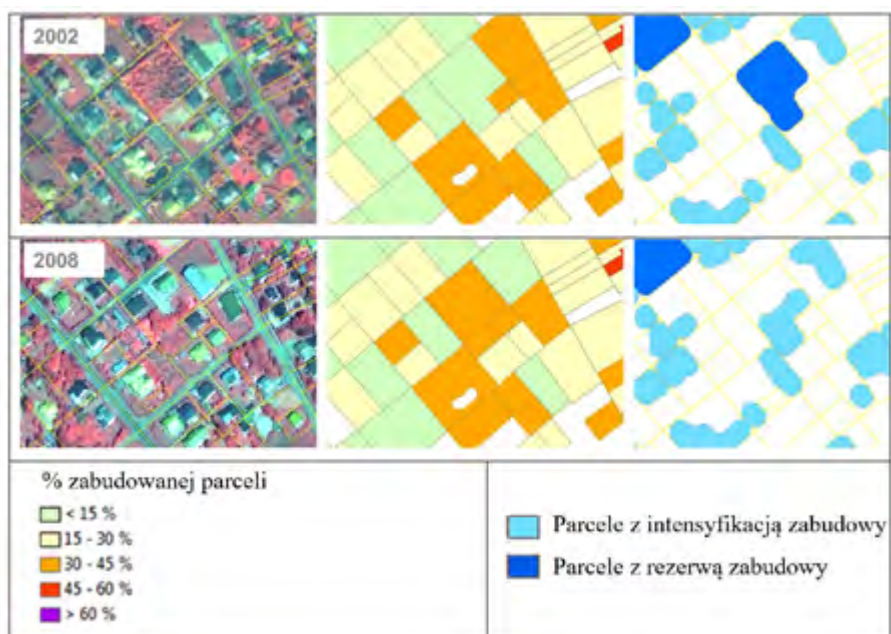 2002
2008
% zabudowanej parceli
< 15 %
15 - 30 %
30 - 45 %
45 - 60 %
> 60 %
Parcele z intensyfikacją zabudowy
Parcele z rezerwą zabudowy